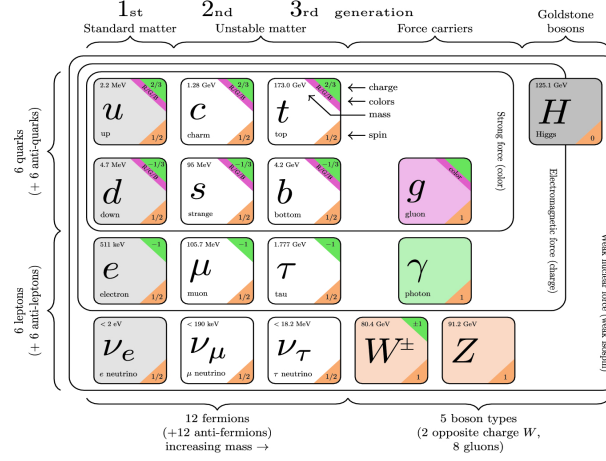 1st 2nd 3rd generation
Standard matter Unstable matter Force carriers
Goldstone
bosons
6 quarks
(+ 6 anti-quarks)
6 leptons
(+ 6 anti-leptons)
2.2 MeV 2/3
R/G/B
u
up 1/2
1.28 GeV 2/3
R/G/B
c
charm 1/2
173.0 GeV 2/3
R/G/B
t
top 1/2
charge
colors
mass
spin
125.1 GeV
H
Higgs 0
4.7 MeV −1/3
R/G/B
d
down 1/2
95 MeV −1/3
R/G/B
s
strange 1/2
4.2 GeV −1/3
R/G/B
b
bottom 1/2
color
g
gluon 1
Strong force (color)
511 keV −1
e
electron 1/2
105.7 MeV −1
μ
muon 1/2
1.777 GeV −1
τ
tau 1/2
γ
photon 1
Electromagnetic force (charge)
< 2 eV
νe
e neutrino 1/2
< 190 keV
νμ
μ neutrino 1/2
< 18.2 MeV
ντ
τ neutrino 1/2
80.4 GeV ±1
W±
1
91.2 GeV
Z
1
nuclear force (weak isospin)
12 fermions
(+12 anti-fermions)
increasing mass →
5 boson types
(2 opposite charge W,
8 gluons)